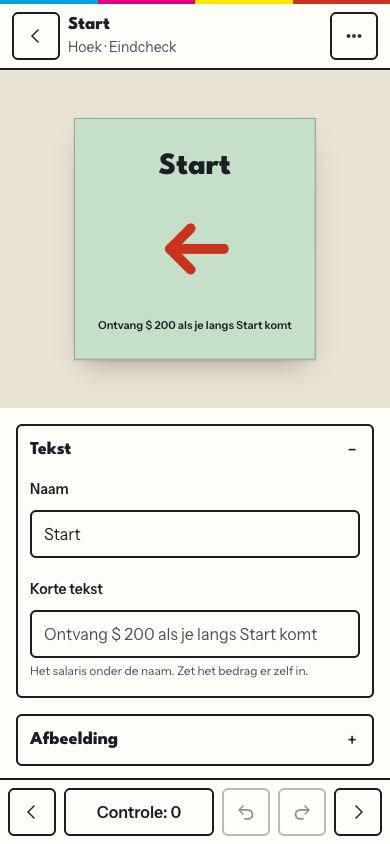 Start
Hoek · Eindcheck
Start
Ontvang $ 200 als je langs Start komt
Tekst
Naam
Start
Korte tekst
Ontvang $ 200 als je langs Start komt
Het salaris onder de naam. Zet het bedrag er zelf in.
Afbeelding
Controle: 0